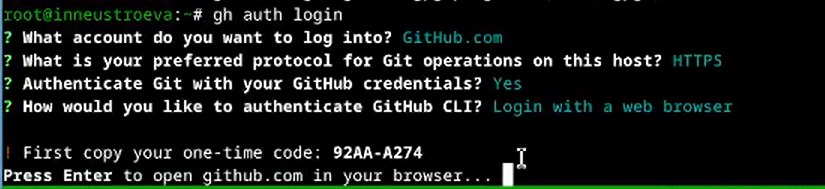 root@inneustroeva:~# gh auth login
? What account do you want to log into? GitHub.com
? What is your preferred protocol for Git operations on this host? HTTPS
? Authenticate Git with your GitHub credentials? Yes
? How would you like to authenticate GitHub CLI? Login with a web browser
! First copy your one-time code: 92AA-A274
Press Enter to open github.com in your browser...